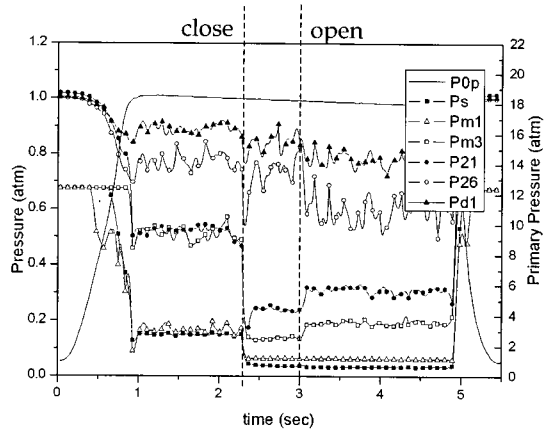 close open
1.2
1.0
0.8
0.6
0.4
0.2
0.0
Pressure (atm)
22
20
18
16
14
12
10
8
6
4
2
0
Primary Pressure (atm)
P0p
Ps
Pm1
Pm3
P21
P26
Pd1
0 1 2 3 4 5 6
time (sec)